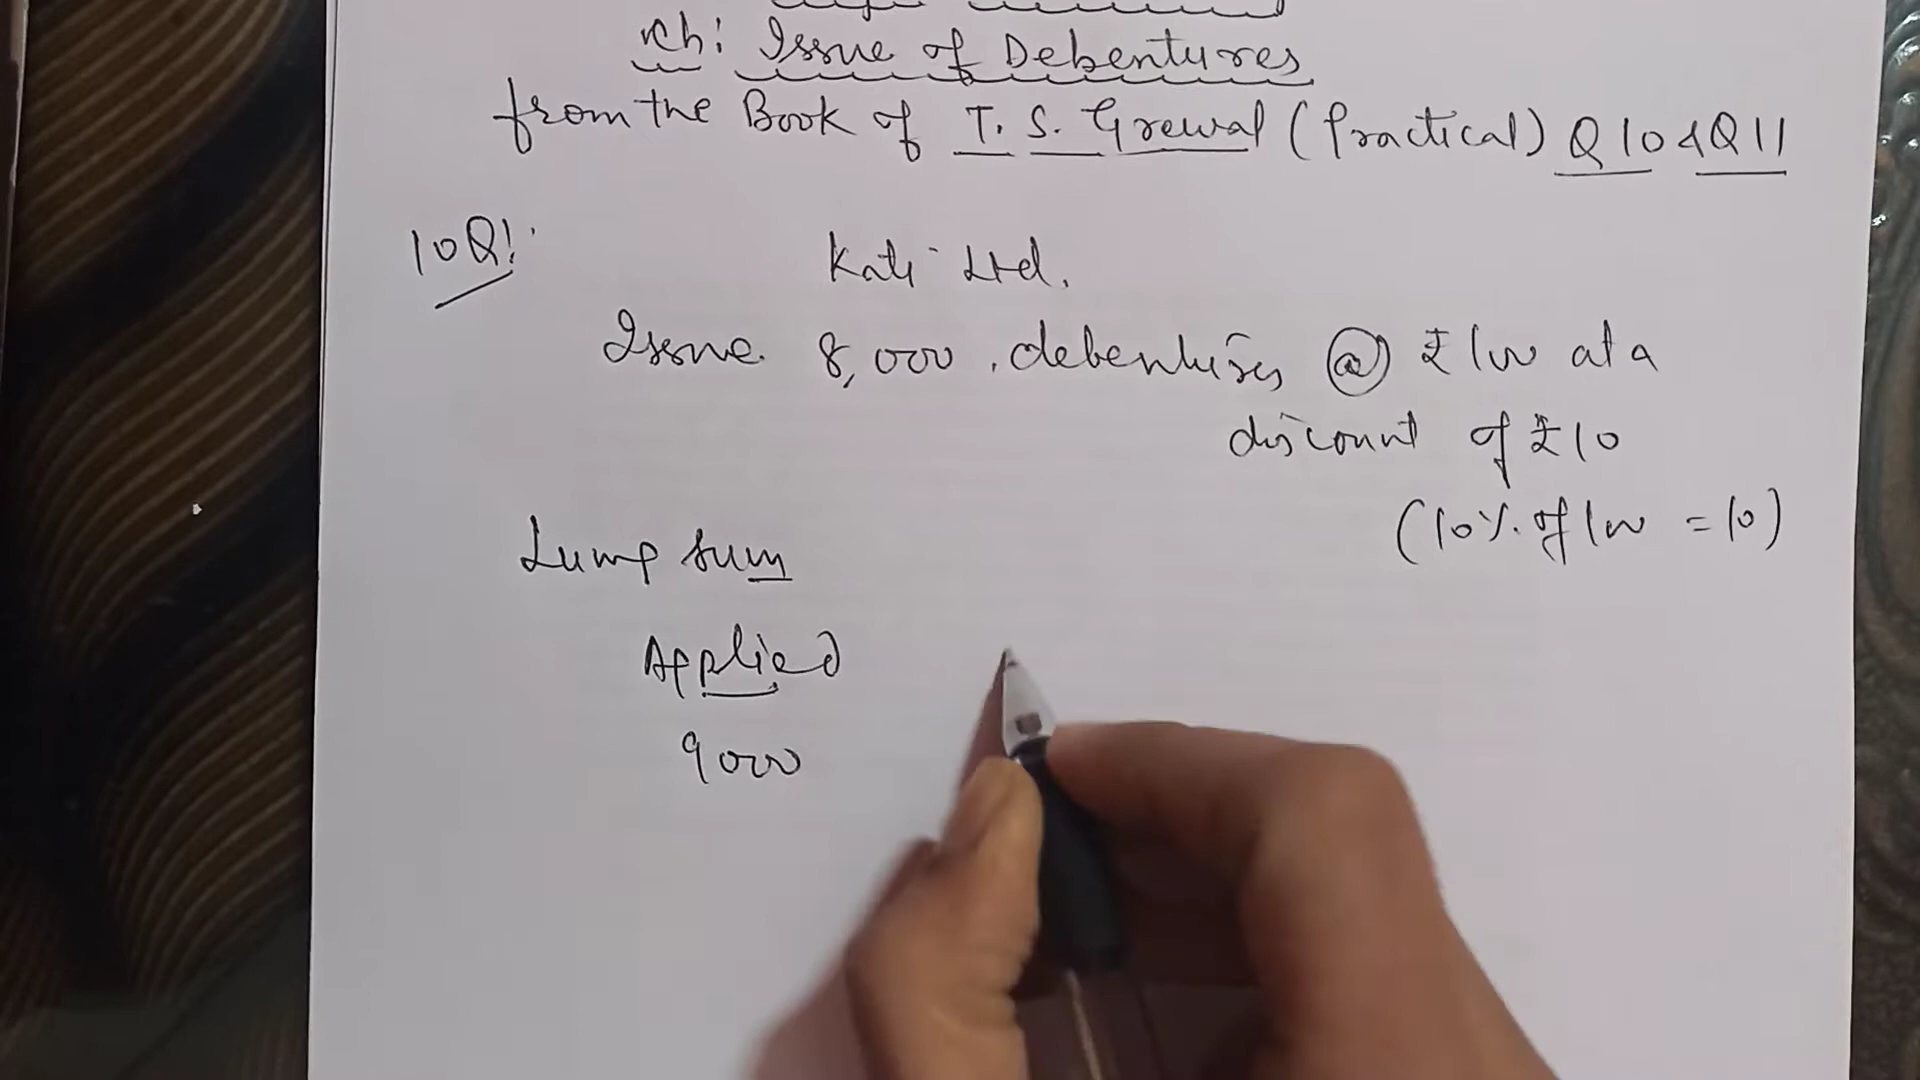 Ch: Issue of Debentures
from the Book of T. S. Grewal (Practical) Q10 & Q11
10Q!.
Kati Ltd.
Issue 8,000 debentures @ ₹100 at a
discount of ₹10
(10% of 100 = 10)
Lump sum
Applied
9000